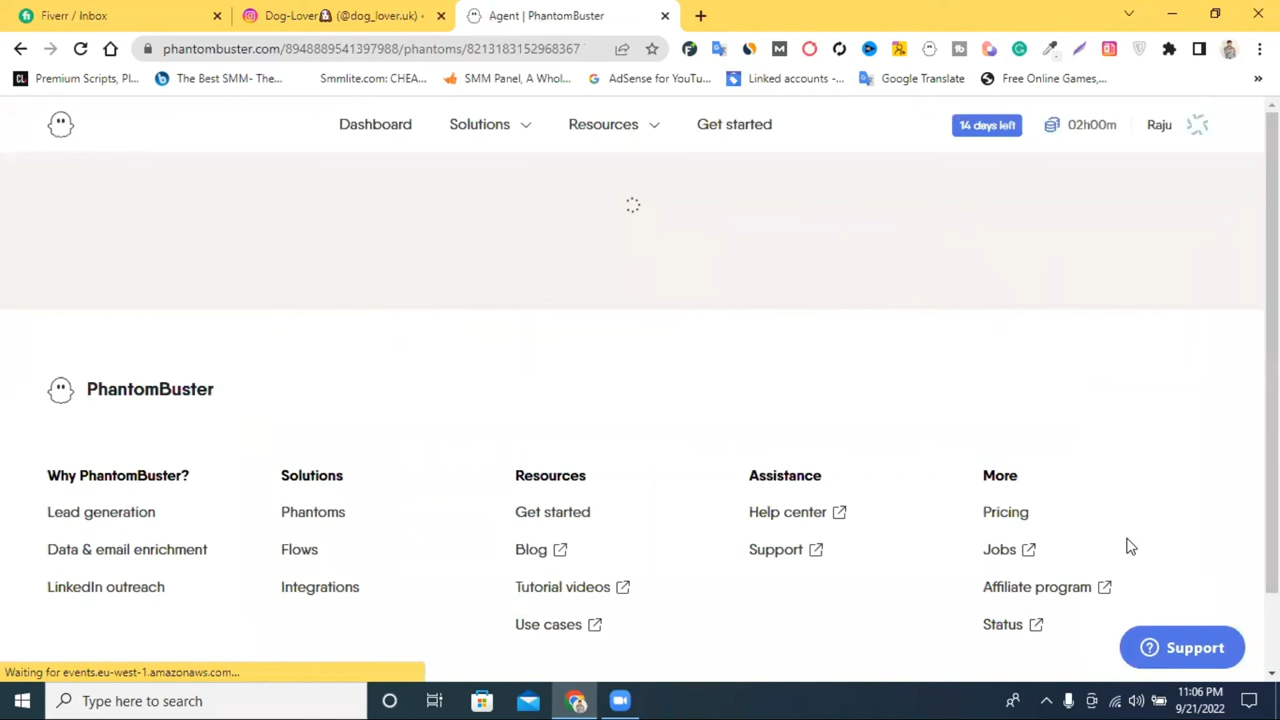 Fiverr / Inbox
Dog-Lover (@dog_lover.uk) •
Agent | PhantomBuster
phantombuster.com/8948889541397988/phantoms/8213183152968367
Premium Scripts, Pl...
The Best SMM- The...
Smmlite.com: CHEA...
SMM Panel, A Whol...
AdSense for YouTu...
Linked accounts -...
Google Translate
Free Online Games,...
»
Dashboard
Solutions
Resources
Get started
14 days left
02h00m
Raju
PhantomBuster
Why PhantomBuster?
Lead generation
Data & email enrichment
LinkedIn outreach
Solutions
Phantoms
Flows
Integrations
Resources
Get started
Blog
Tutorial videos
Use cases
Assistance
Help center
Support
More
Pricing
Jobs
Affiliate program
Status
Support
Waiting for events.eu-west-1.amazonaws.com...
Type here to search
11:06 PM
9/21/2022